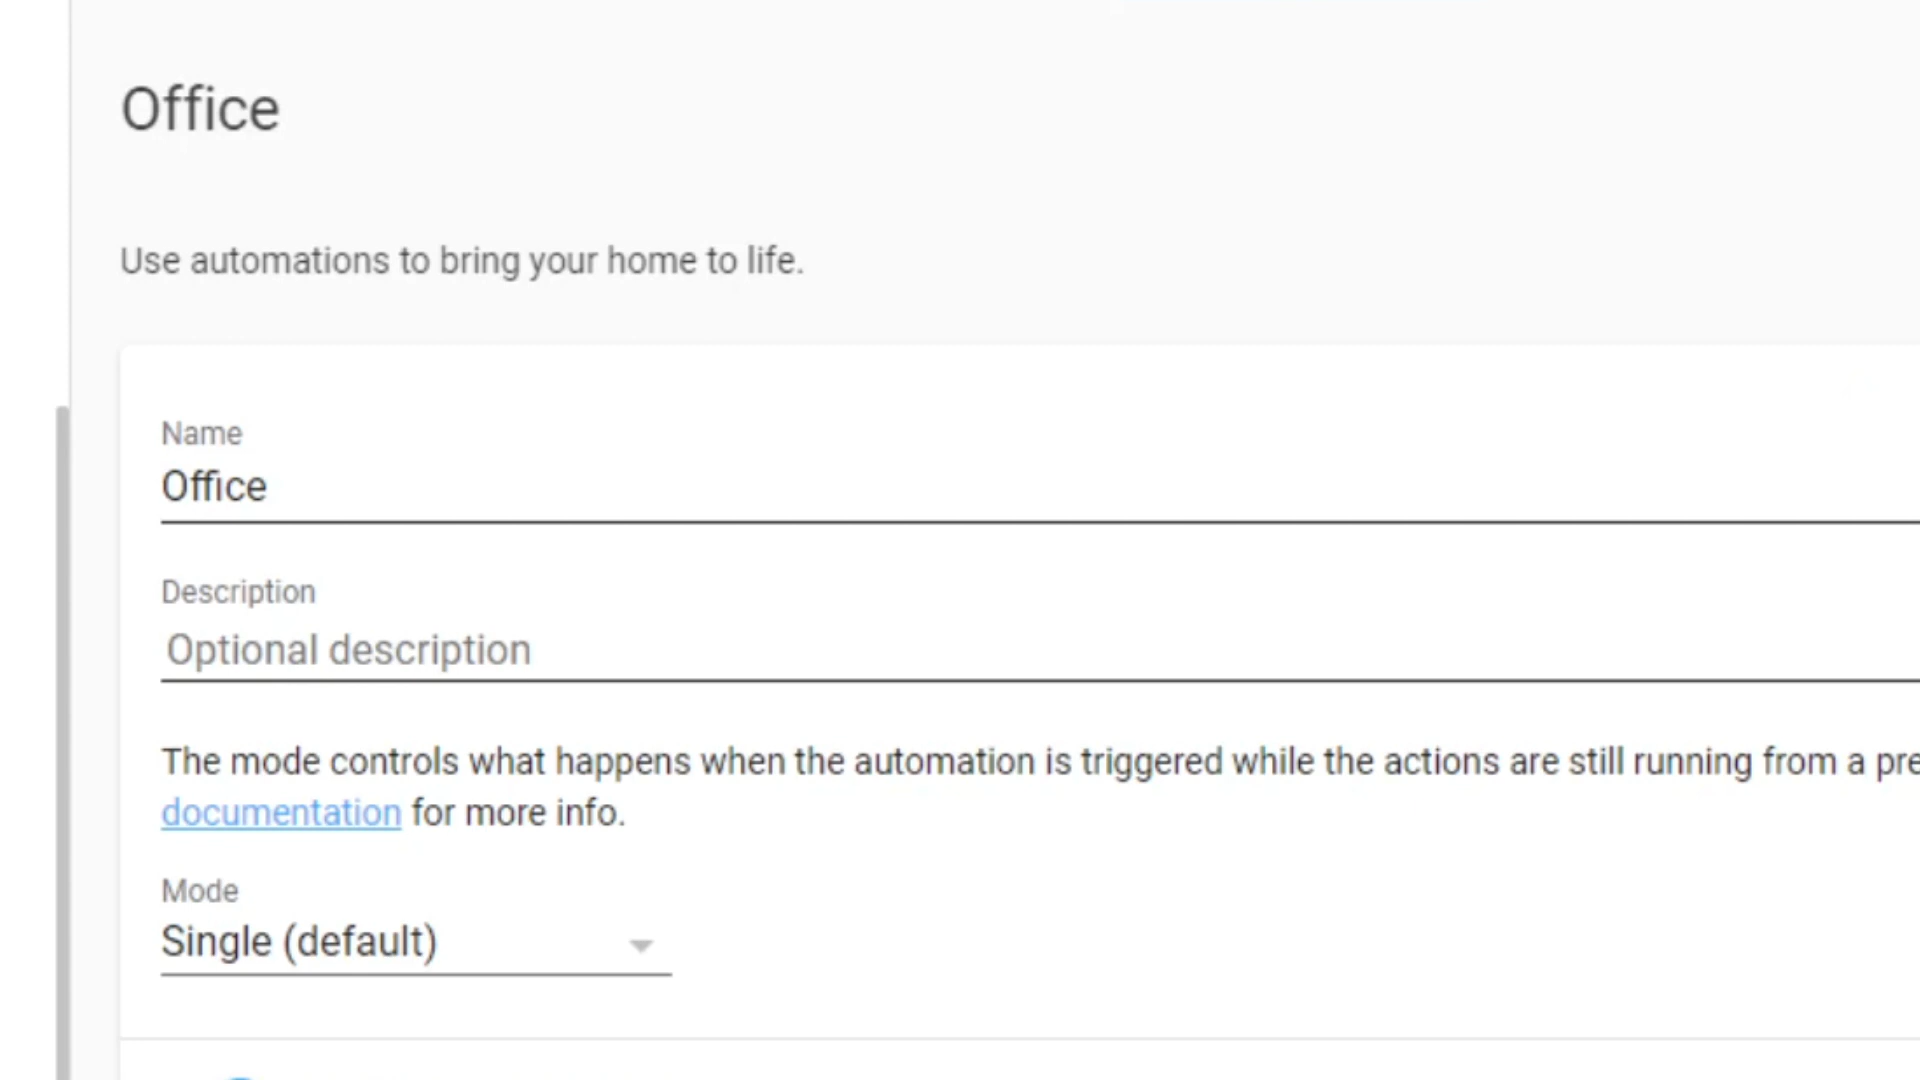 Office
Use automations to bring your home to life.
Name
Office
Description
Optional description
The mode controls what happens when the automation is triggered while the actions are still running from a
documentation for more info.
Mode
Single (default)